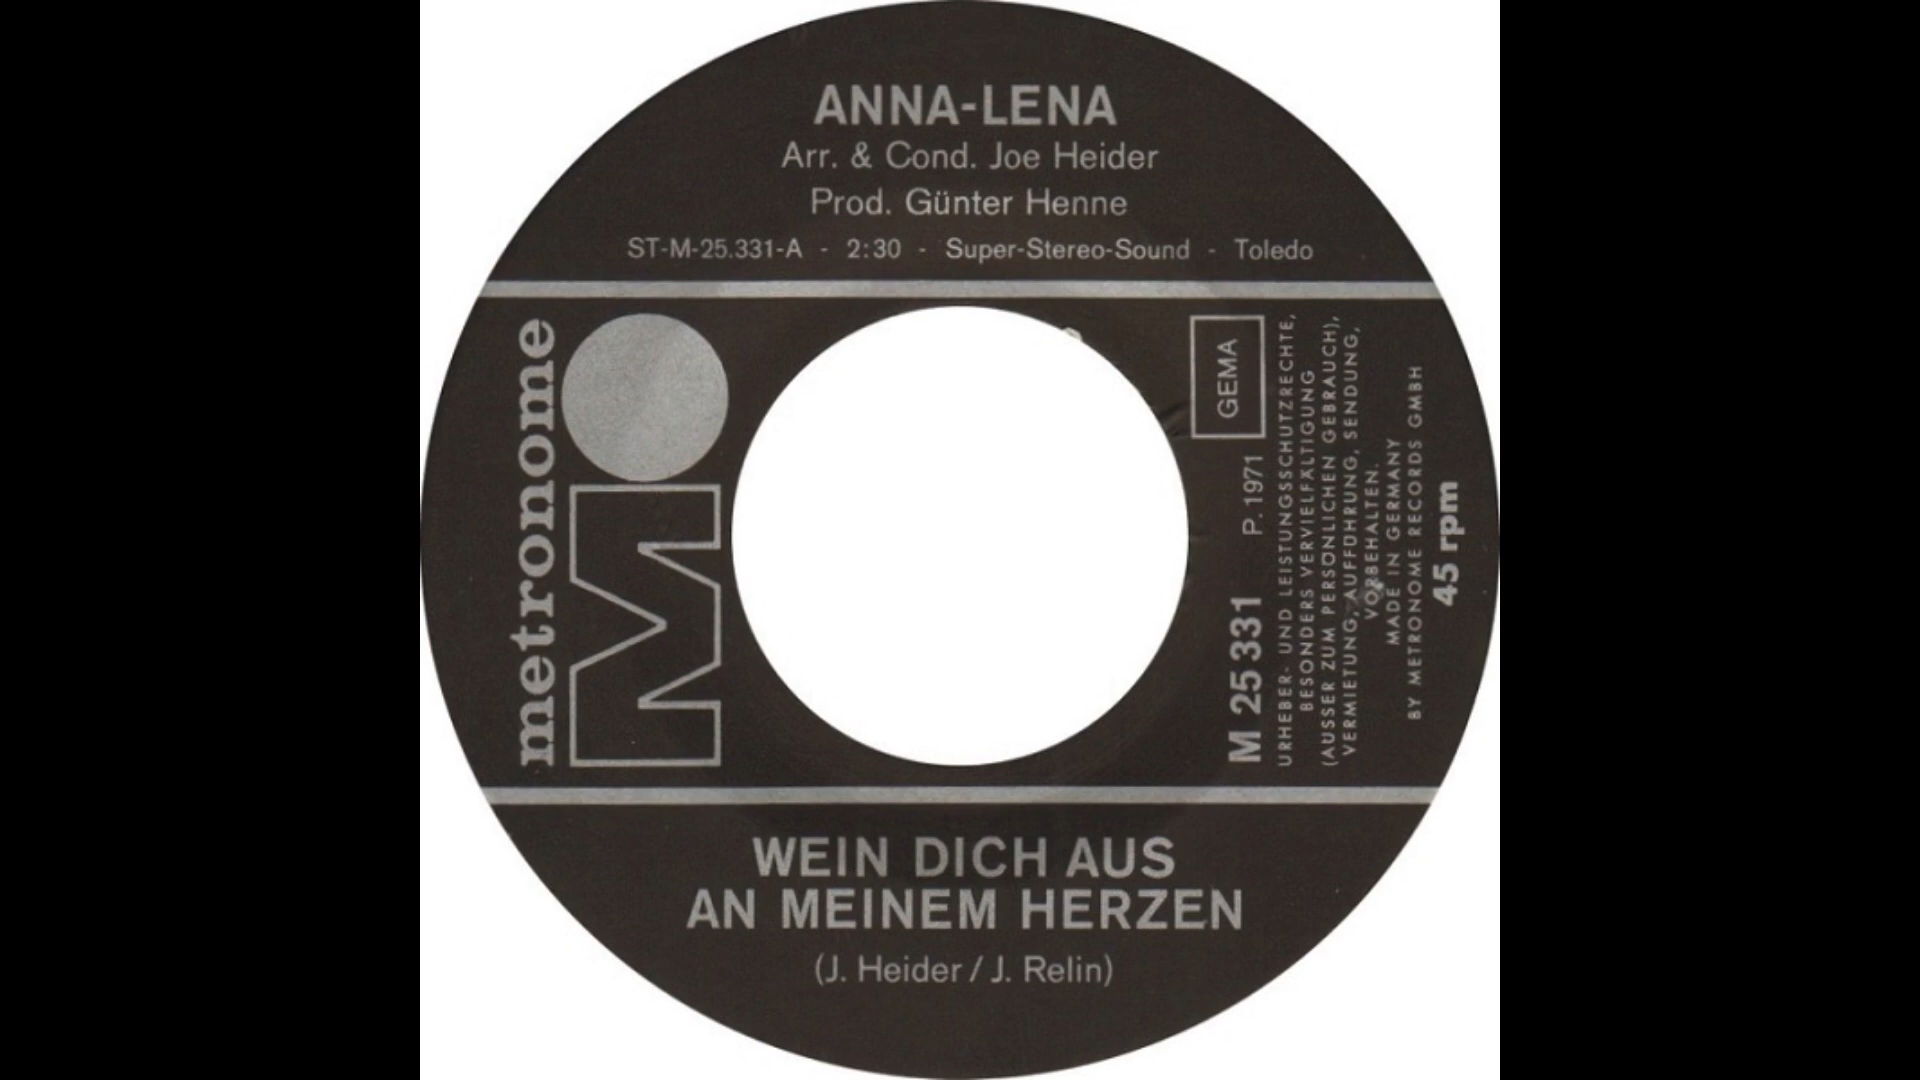 ANNA-LENA
Arr. & Cond. Joe Heider
Prod. Günter Henne
ST-M-25.331-A - 2:30 - Super-Stereo-Sound - Toledo
metronome
M
GEMA
M 25 331 P. 1971
URHEBER- UND LEISTUNGSSCHUTZRECHTE,
BESONDERS VERVIELFÄLTIGUNG
(AUSSER ZUM PERSÖNLICHEN GEBRAUCH),
VERMIETUNG, AUFFÜHRUNG, SENDUNG,
VORBEHALTEN.
MADE IN GERMANY
BY METRONOME RECORDS GMBH
45 rpm
WEIN DICH AUS
AN MEINEM HERZEN
(J. Heider / J. Relin)